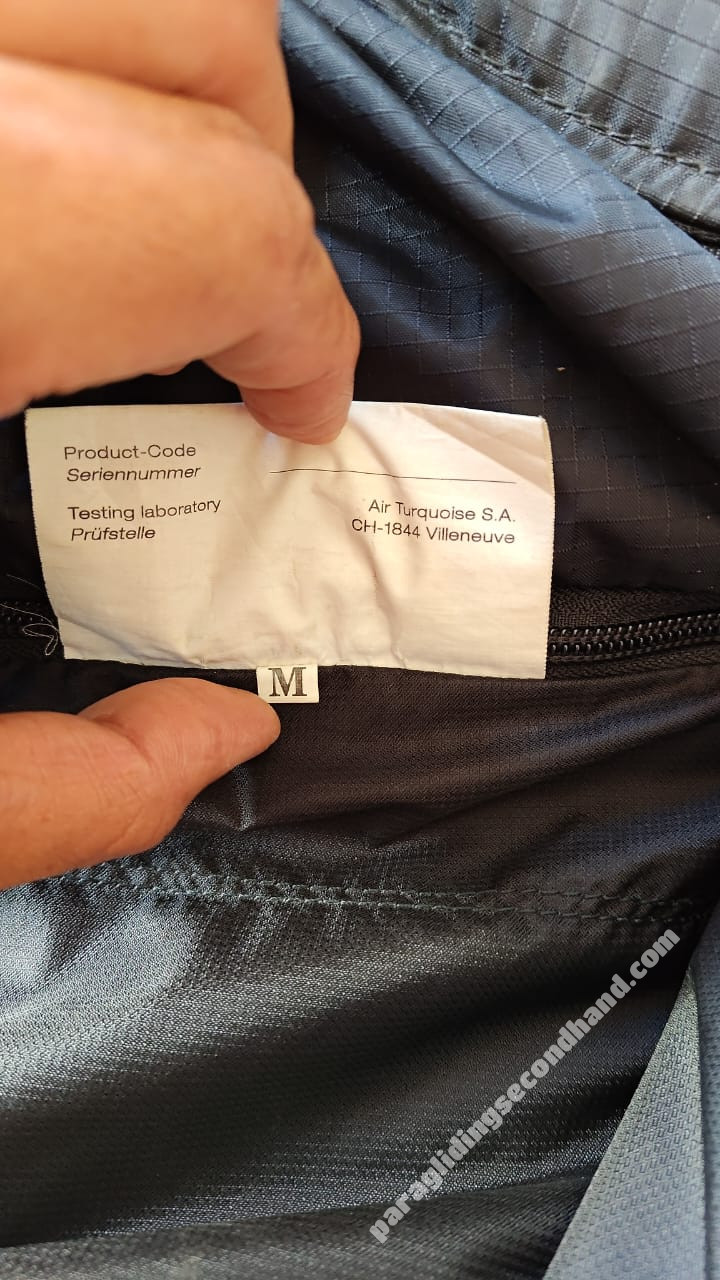 Product-Code
Seriennummer
Testing laboratory
Prüfstelle
Air Turquoise S.A.
CH-1844 Villeneuve
M
paraglidingsecondhand.com